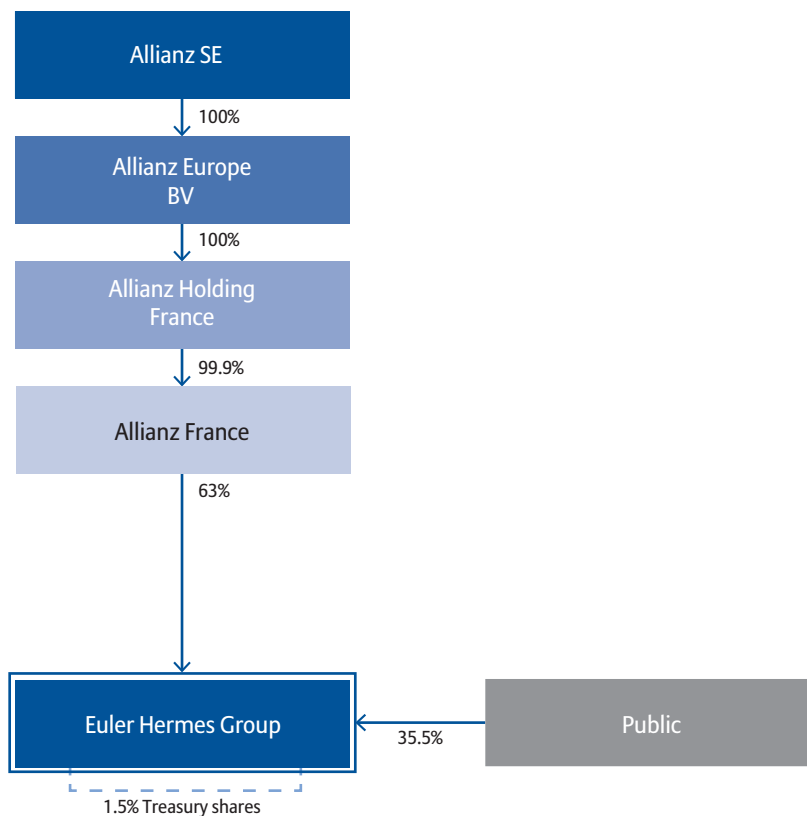 Allianz SE
100%
Allianz Europe
BV
100%
Allianz Holding
France
99.9%
Allianz France
63%
Euler Hermes Group
35.5%
Public
1.5% Treasury shares